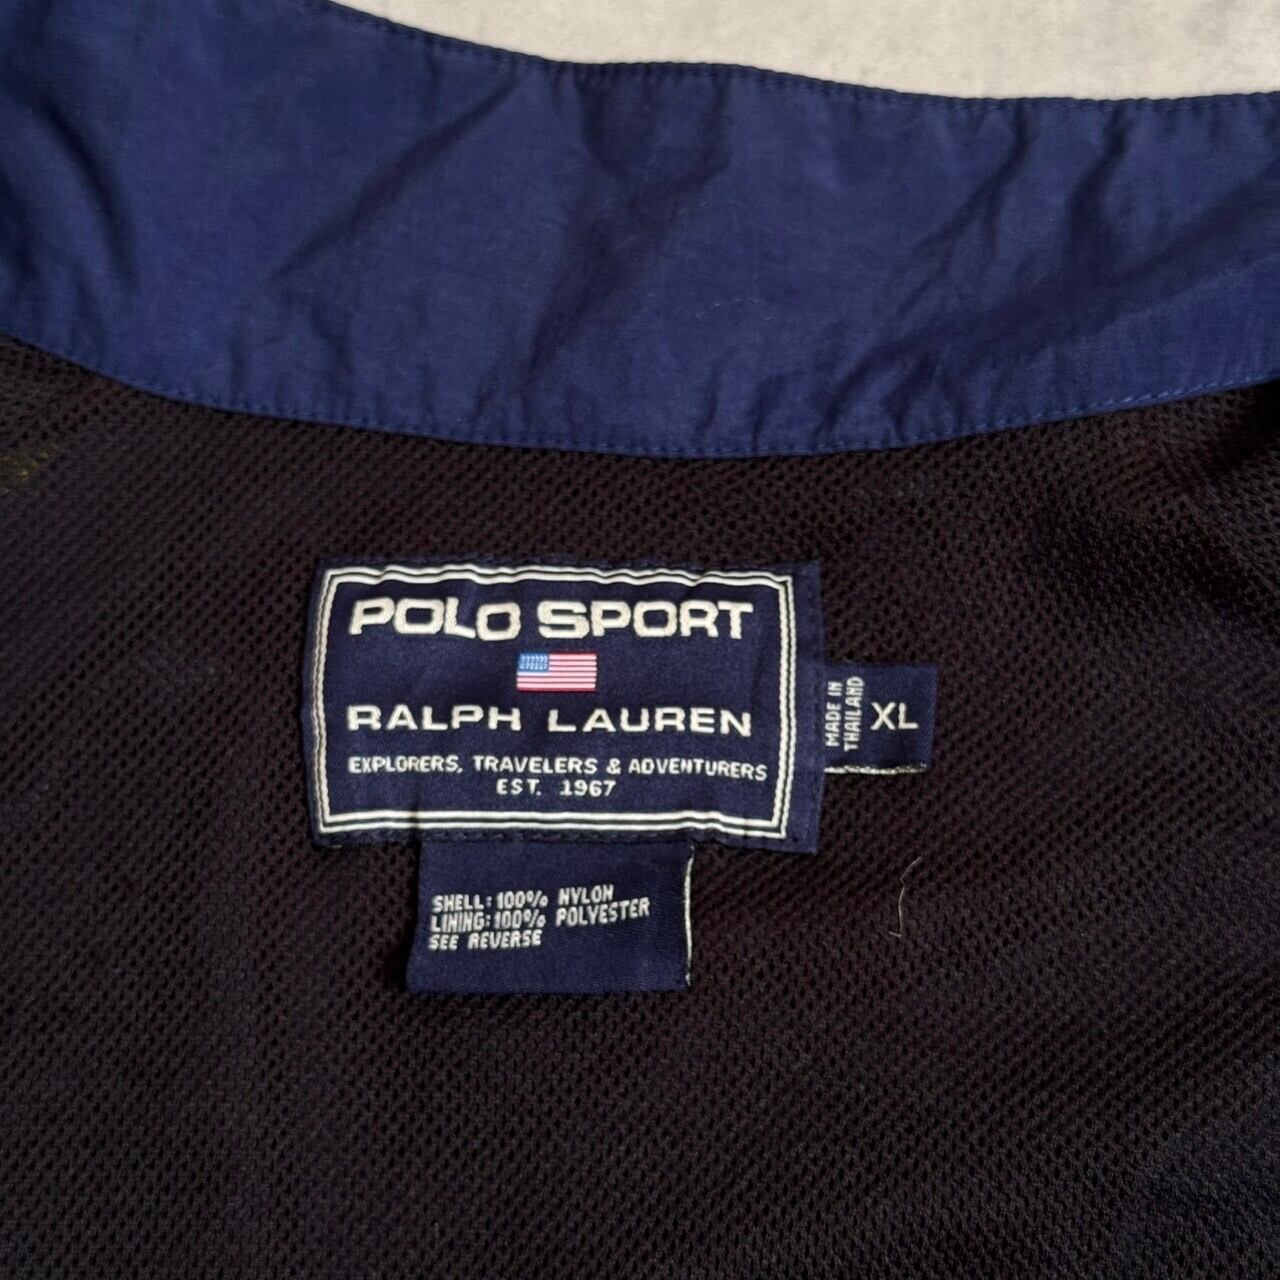 POLO SPORT
RALPH LAUREN
EXPLORERS, TRAVELERS & ADVENTURERS
EST. 1967
MADE IN
THAILAND
XL
SHELL: 100% NYLON
LINING: 100% POLYESTER
SEE REVERSE